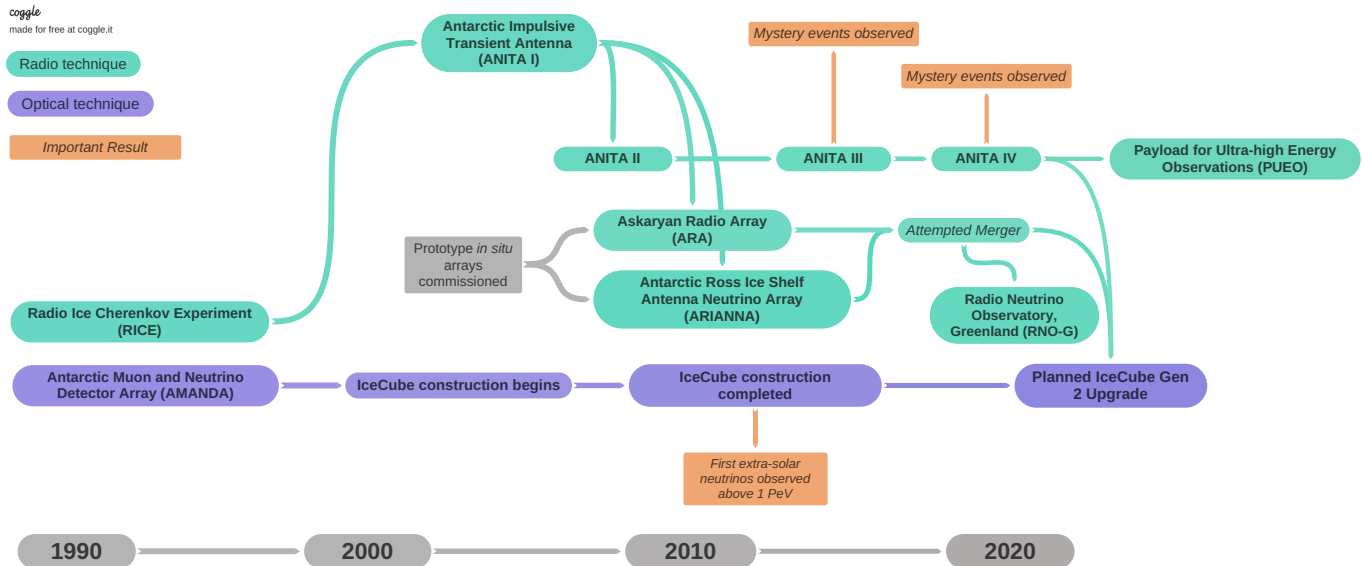 coggle
made for free at coggle.it
Radio technique
Optical technique
Important Result
Antarctic Impulsive
Transient Antenna
(ANITA I)
Mystery events observed
Mystery events observed
ANITA II
ANITA III
ANITA IV
Payload for Ultra-high Energy
Observations (PUEO)
Askaryan Radio Array
(ARA)
Attempted Merger
Prototype in situ
arrays
commissioned
Antarctic Ross Ice Shelf
Antenna Neutrino Array
(ARIANNA)
Radio Neutrino
Observatory,
Greenland (RNO-G)
Radio Ice Cherenkov Experiment
(RICE)
Antarctic Muon and Neutrino
Detector Array (AMANDA)
IceCube construction begins
IceCube construction
completed
Planned IceCube Gen
2 Upgrade
First extra-solar
neutrinos observed
above 1 PeV
1990
2000
2010
2020